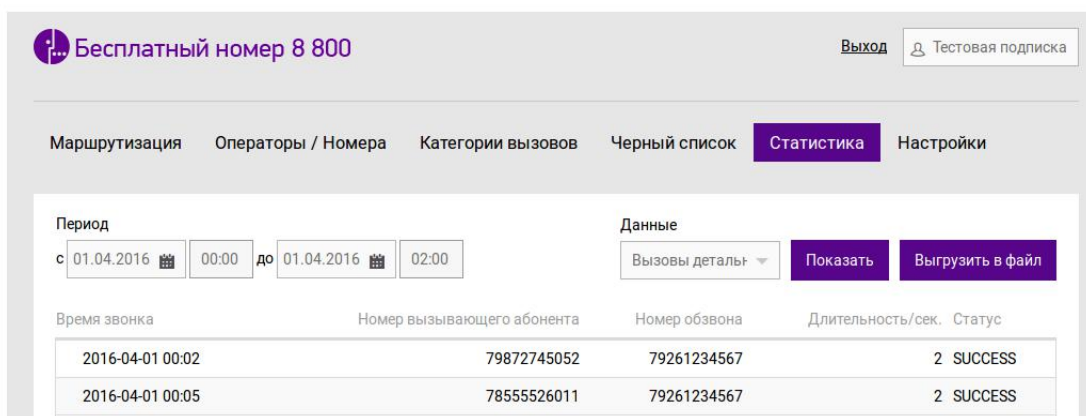 Бесплатный номер 8 800
Выход
Тестовая подписка
Маршрутизация Операторы / Номера Категории вызовов Черный список Статистика Настройки
Период Данные
с 01.04.2016 00:00 до 01.04.2016 02:00 Вызовы детальн Показать Выгрузить в файл
Время звонка Номер вызывающего абонента Номер обзвона Длительность/сек. Статус
2016-04-01 00:02 79872745052 79261234567 2 SUCCESS
2016-04-01 00:05 78555526011 79261234567 2 SUCCESS